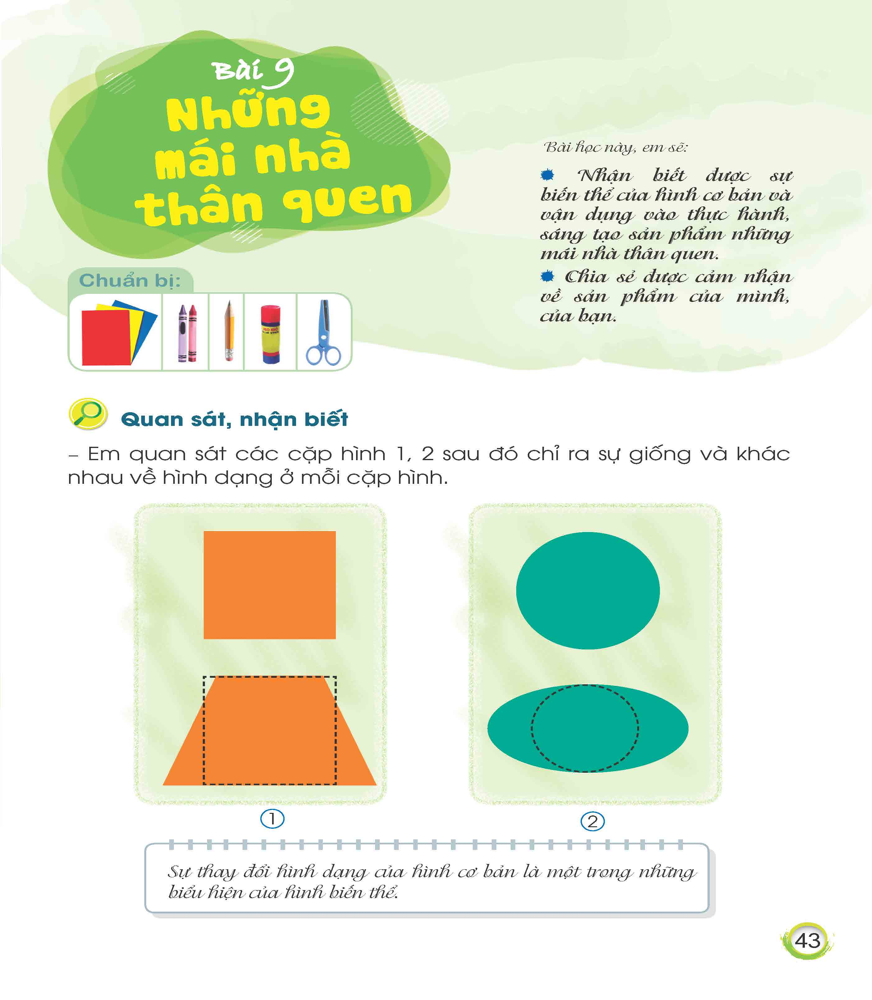 Bài 9
Những
mái nhà
thân quen
Bài học này, em sẽ:
Nhận biết được sự
biến thể của hình cơ bản và
vận dụng vào thực hành,
sáng tạo sản phẩm những
mái nhà thân quen.
Chia sẻ được cảm nhận
về sản phẩm của mình,
của bạn.
Chuẩn bị:
KEO KHÔ
GLUE STICK
Quan sát, nhận biết
– Em quan sát các cặp hình 1, 2 sau đó chỉ ra sự giống và khác
nhau về hình dạng ở mỗi cặp hình.
1
2
Sự thay đổi hình dạng của hình cơ bản là một trong những
biểu hiện của hình biến thể.
43